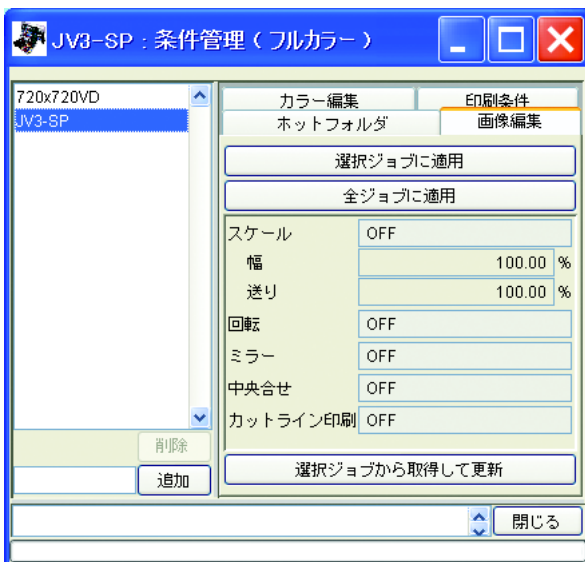 JV3-SP：条件管理（フルカラー）
720x720VD
JV3-SP
削除
追加
カラー編集
印刷条件
ホットフォルダ
画像編集
選択ジョブに適用
全ジョブに適用
スケール OFF
幅 100.00 %
送り 100.00 %
回転 OFF
ミラー OFF
中央合せ OFF
カットライン印刷 OFF
選択ジョブから取得して更新
閉じる